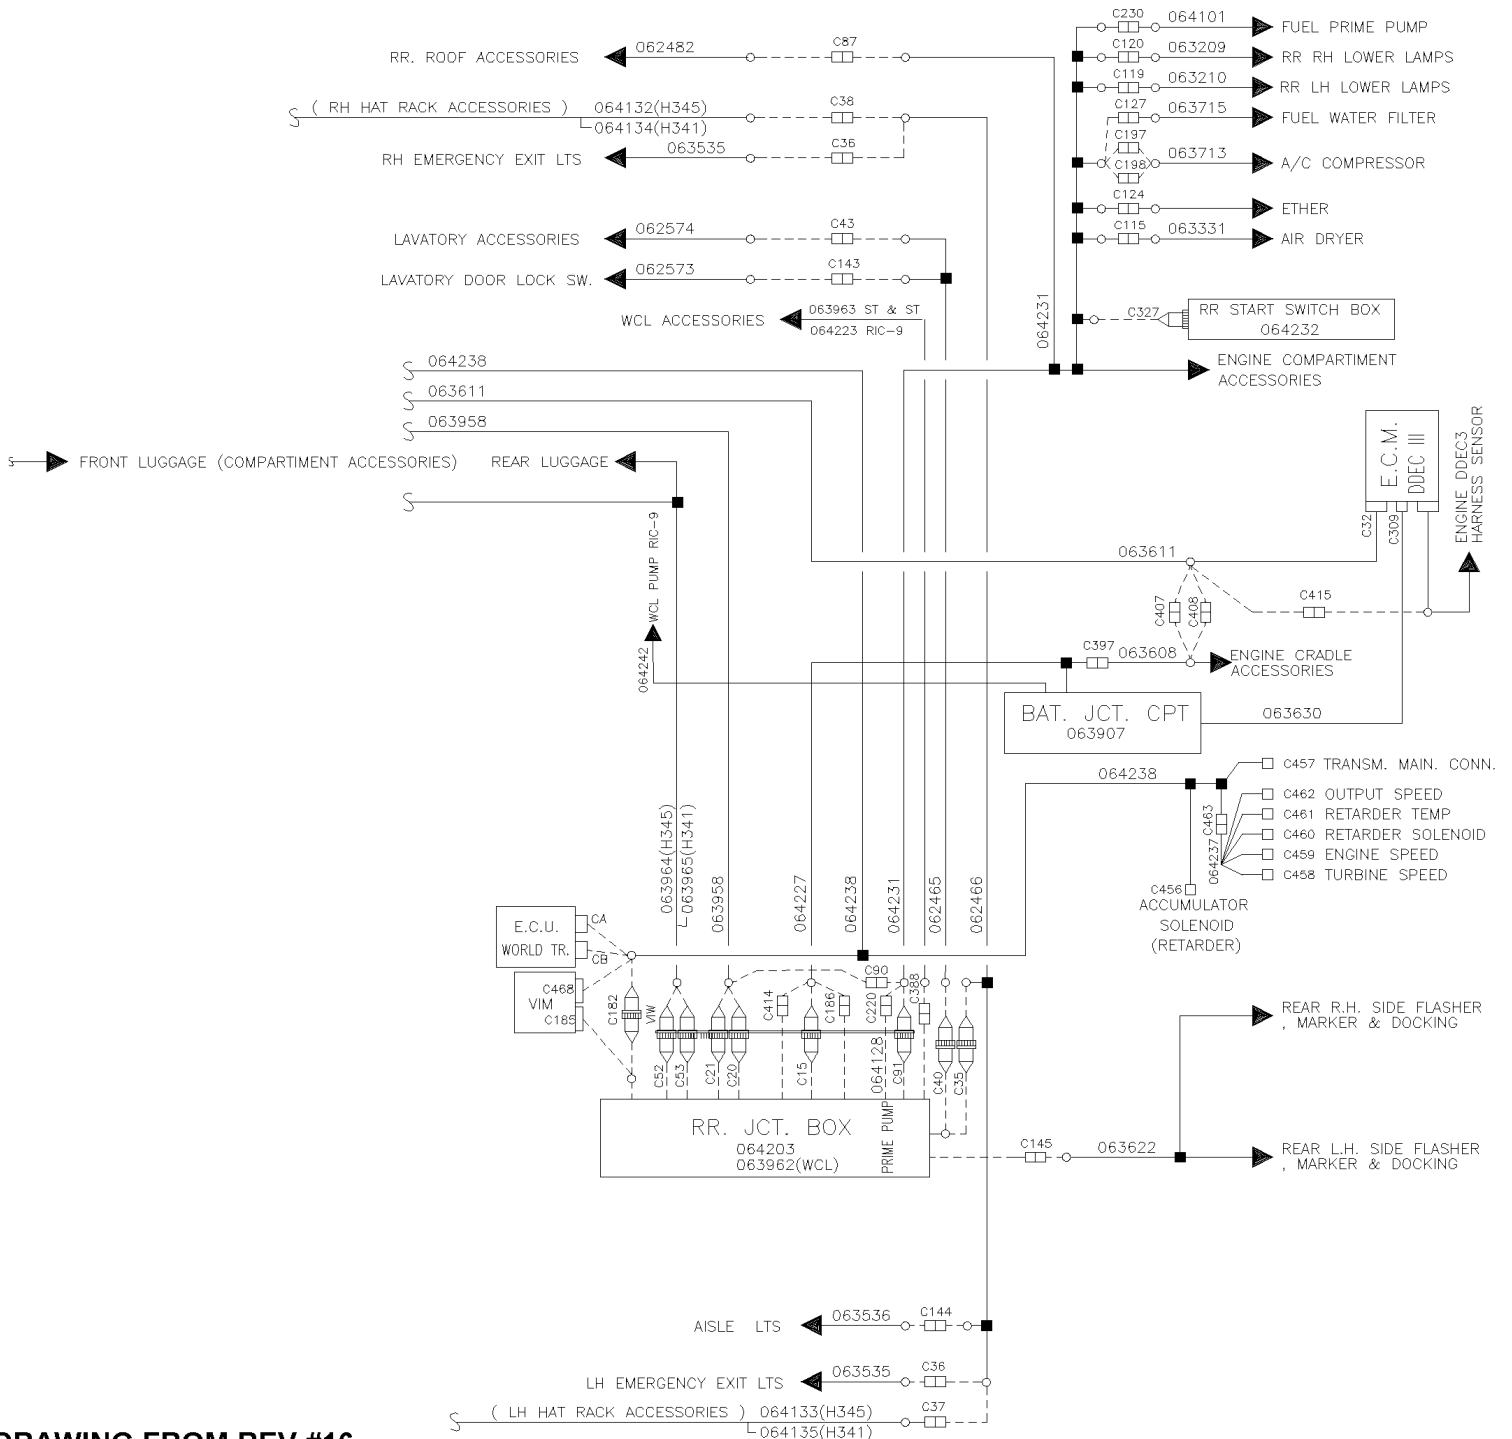 C230 064101 FUEL PRIME PUMP
RR. ROOF ACCESSORIES 062482 C87
C120 063209 RR RH LOWER LAMPS
C119 063210 RR LH LOWER LAMPS
( RH HAT RACK ACCESSORIES ) 064132(H345) C38
064134(H341)
C127 063715 FUEL WATER FILTER
C197
RH EMERGENCY EXIT LTS 063535 C36
C198 063713 A/C COMPRESSOR
C124 ETHER
LAVATORY ACCESSORIES 062574 C43
C115 063331 AIR DRYER
LAVATORY DOOR LOCK SW. 062573 C143
WCL ACCESSORIES 063963 ST & ST
064223 RIC-9
064231
C327 RR START SWITCH BOX
064232
064238
ENGINE COMPARTIMENT
ACCESSORIES
063611
063958
FRONT LUGGAGE (COMPARTIMENT ACCESSORIES) REAR LUGGAGE
E.C.M.
DDEC III
C32
C309
ENGINE DDEC3
HARNESS SENSOR
WCL PUMP RIC-9
064242
063611
C407
C408
C415
C397 063608 ENGINE CRADLE
ACCESSORIES
BAT. JCT. CPT
063907
063630
064238
C457 TRANSM. MAIN. CONN.
C462 OUTPUT SPEED
C461 RETARDER TEMP
C460 RETARDER SOLENOID
C459 ENGINE SPEED
C458 TURBINE SPEED
C463
064237
C456
ACCUMULATOR
SOLENOID
(RETARDER)
063964(H345)
063965(H341)
063958
064227
064238
064231
062465
062466
E.C.U.
WORLD TR.
CA
CB
C468
VIM
C185
C182
VIW
C414
C186
C90
C220
C388
C52
C53
C21
C20
C15
064128
C91
C40
C35
RR. JCT. BOX
064203
063962(WCL)
PRIME PUMP
REAR R.H. SIDE FLASHER
, MARKER & DOCKING
C145 063622
REAR L.H. SIDE FLASHER
, MARKER & DOCKING
AISLE LTS 063536 C144
LH EMERGENCY EXIT LTS 063535 C36
( LH HAT RACK ACCESSORIES ) 064133(H345) C37
064135(H341)
DRAWING FROM REV #16